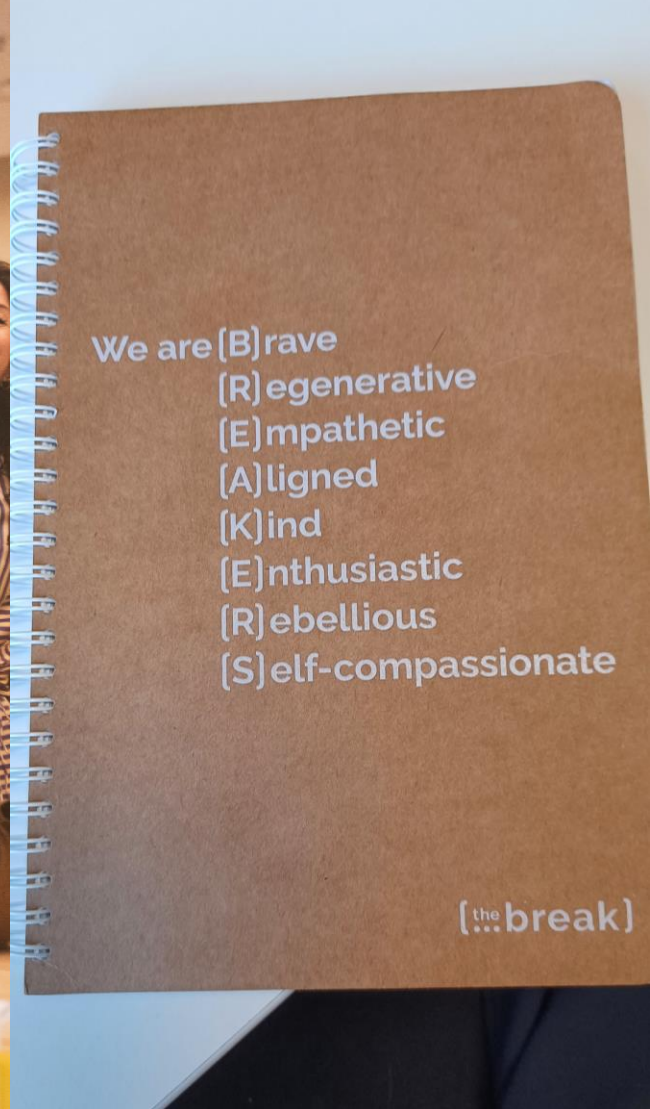 We are [B]rave
[R]egenerative
[E]mpathetic
[A]ligned
[K]ind
[E]nthusiastic
[R]ebellious
[S]elf-compassionate
[the...break]